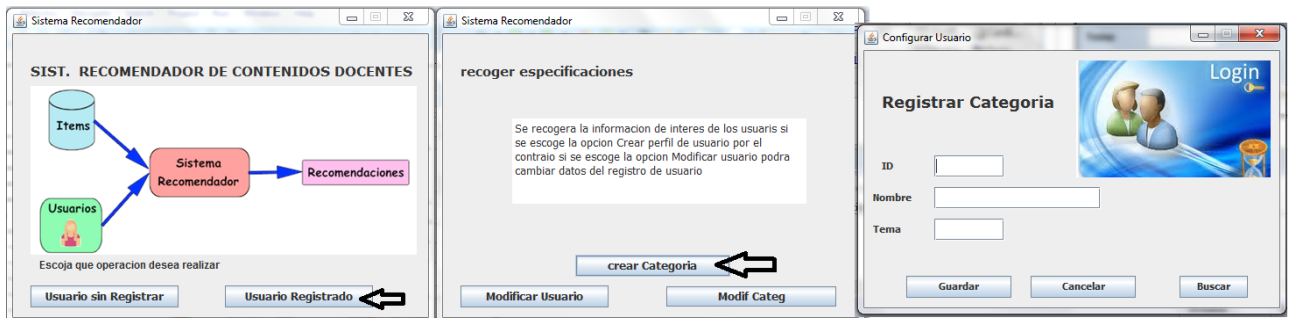 Sistema Recomendador
SIST. RECOMENDADOR DE CONTENIDOS DOCENTES
Items
Sistema
Recomendador
Recomendaciones
Usuarios
Escoja que operacion desea realizar
Usuario sin Registrar
Usuario Registrado
Sistema Recomendador
recoger especificaciones
Se recogera la informacion de interes de los usuaris si
se escoge la opcion Crear perfil de usuario por el
contraio si se escoge la opcion Modificar usuario podra
cambiar datos del registro de usuario
crear Categoria
Modificar Usuario
Modif Categ
Configurar Usuario
Login
Registrar Categoria
ID
Nombre
Tema
Guardar
Cancelar
Buscar